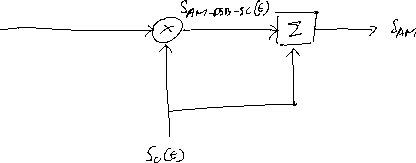 S_AM-DSB-SC(t)
×
Σ
S_AM
S_c(t)